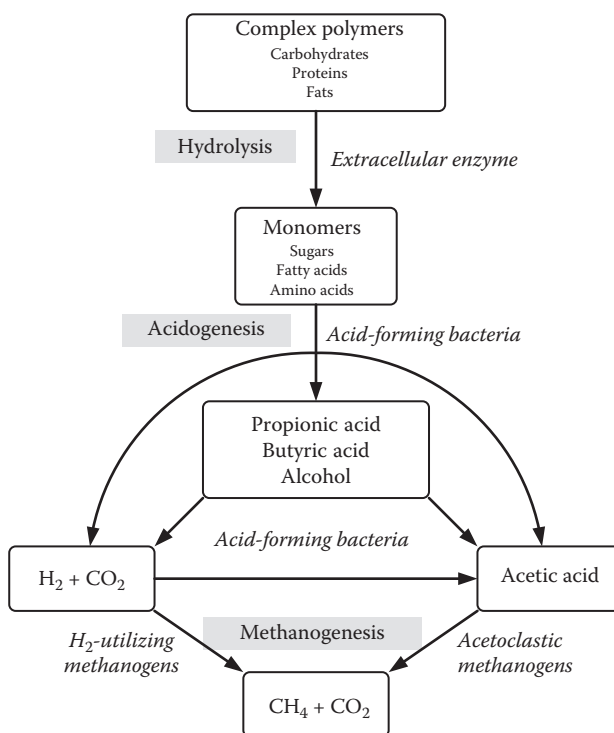 Complex polymers
Carbohydrates
Proteins
Fats
Hydrolysis
Extracellular enzyme
Monomers
Sugars
Fatty acids
Amino acids
Acidogenesis
Acid-forming bacteria
Propionic acid
Butyric acid
Alcohol
Acid-forming bacteria
H₂ + CO₂
Acetic acid
H₂-utilizing
methanogens
Methanogenesis
Acetoclastic
methanogens
CH₄ + CO₂